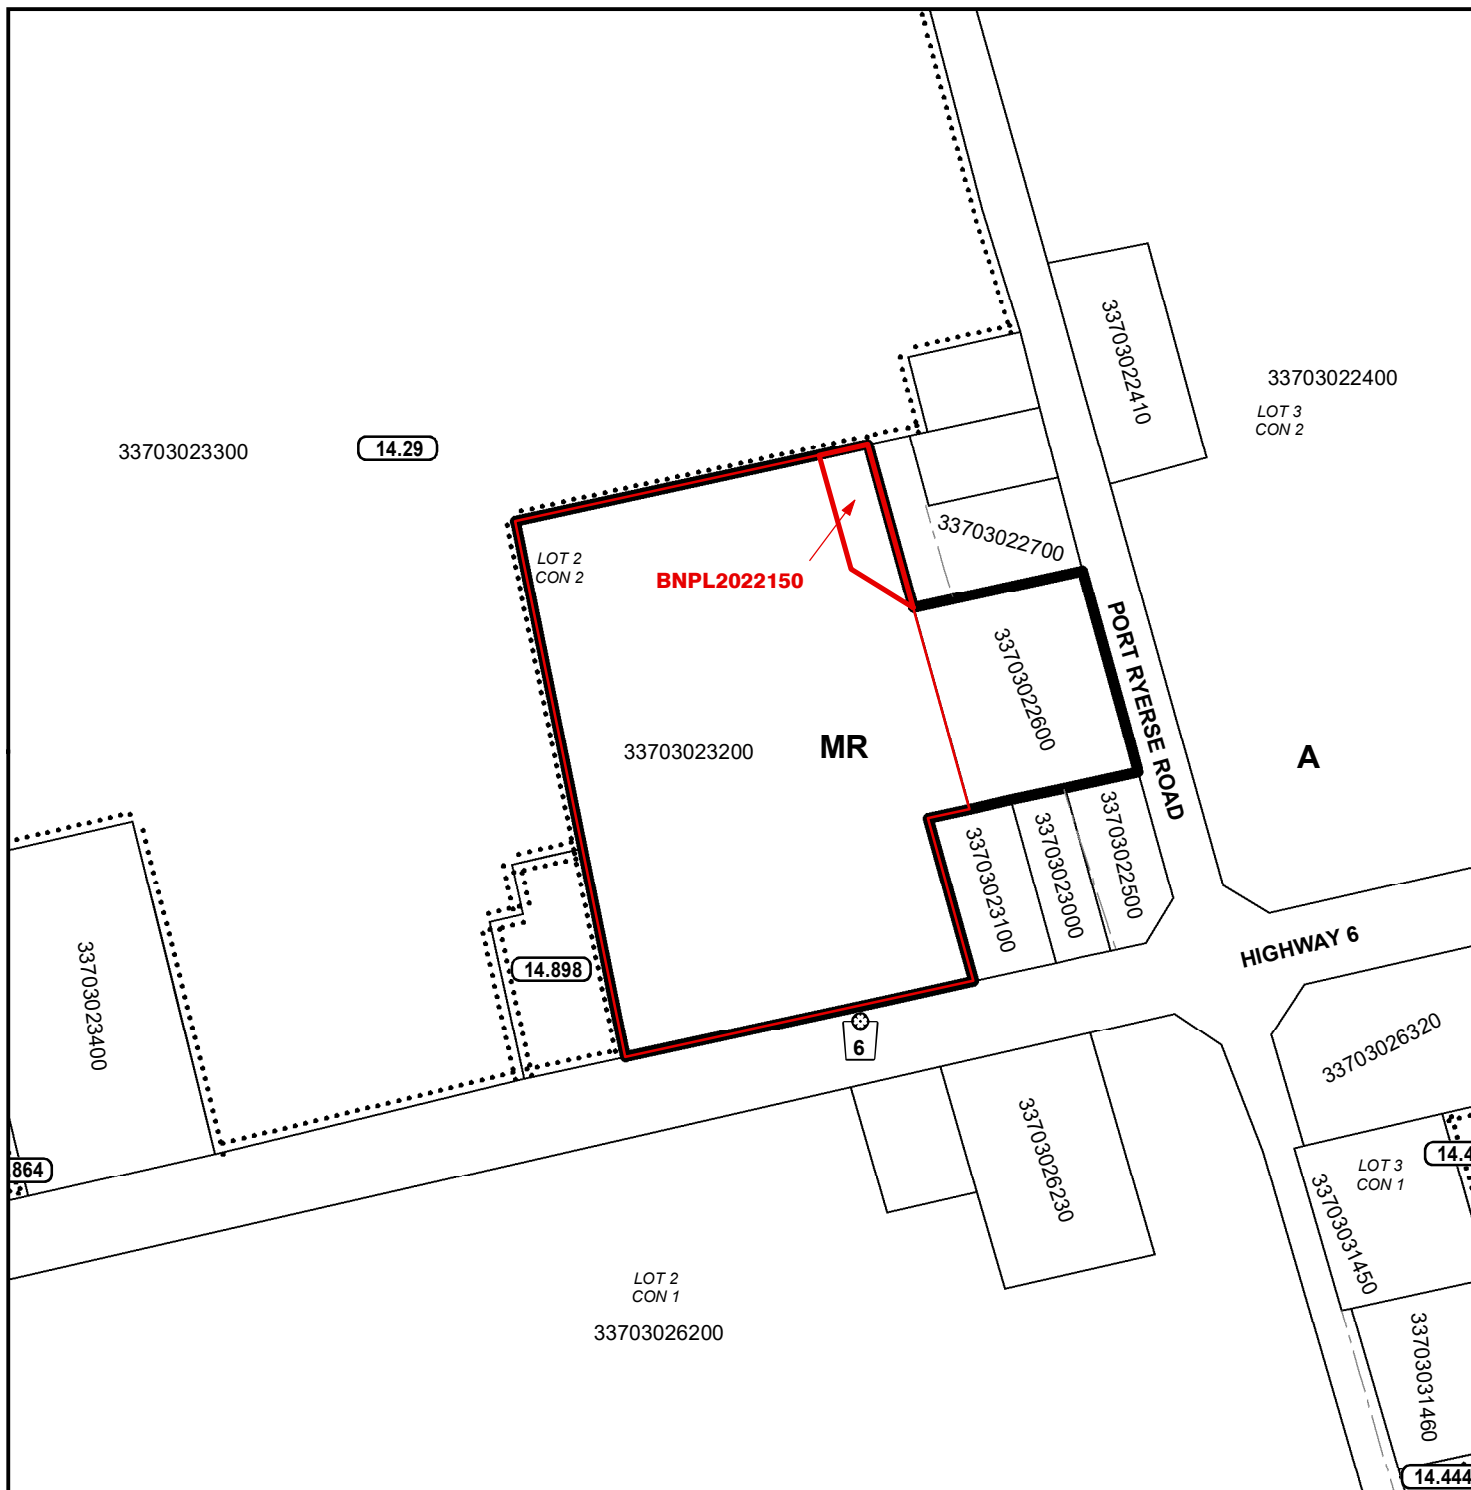 33703022410
33703022400
LOT 3
CON 2
33703023300
14.29
33703022700
LOT 2
CON 2
BNPL2022150
PORT RYERSE ROAD
33703022600
33703023200
MR
A
33703023100
33703023000
33703022500
HIGHWAY 6
33703023400
14.898
6
33703026320
33703026230
864
14.4
LOT 3
CON 1
33703031450
LOT 2
CON 1
33703026200
33703031460
14.444